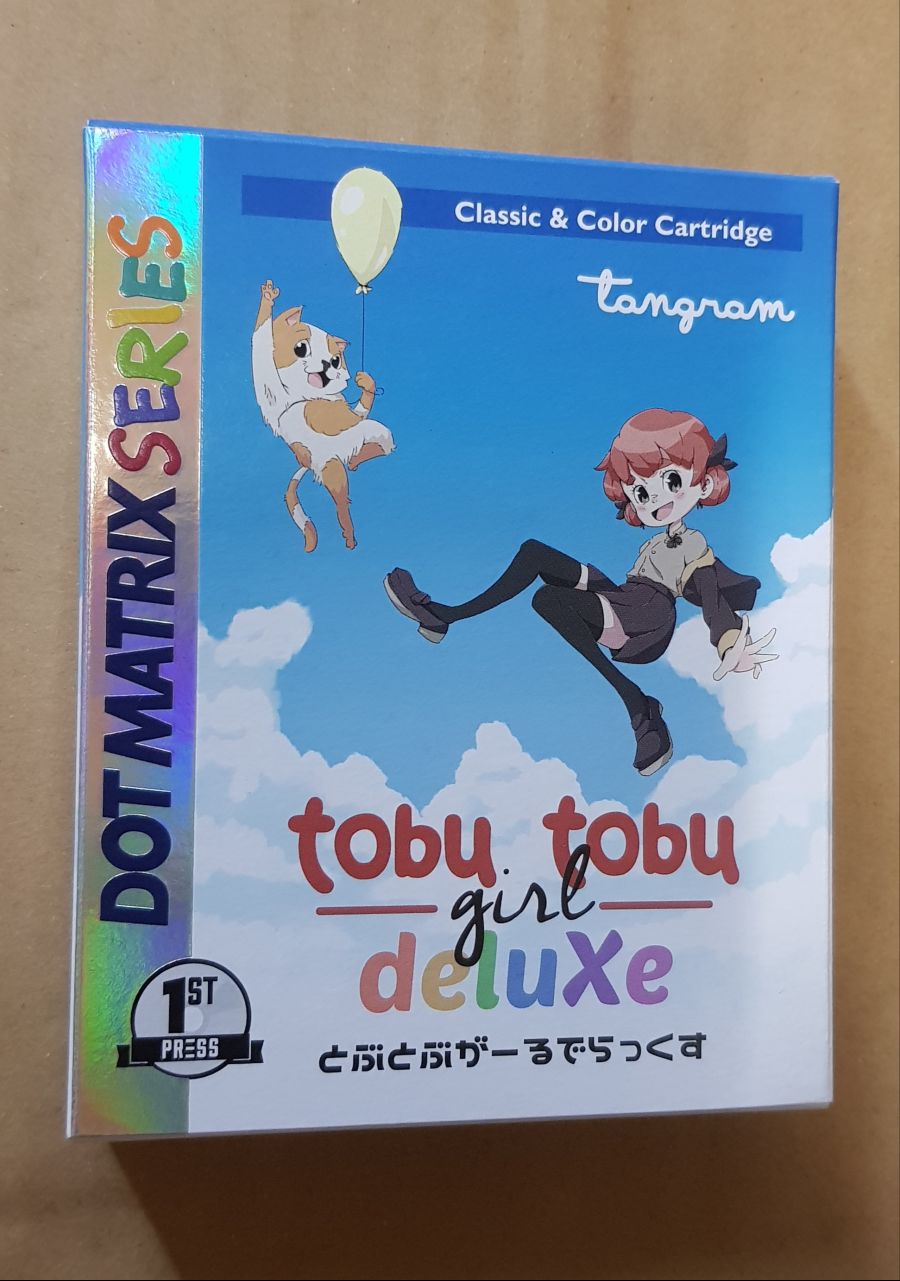 Classic & Color Cartridge
tangram
DOT MATRIX SERIES
tobu tobu
girl
deluXe
とぶとぶがーるでらっくす
1ST
PRESS